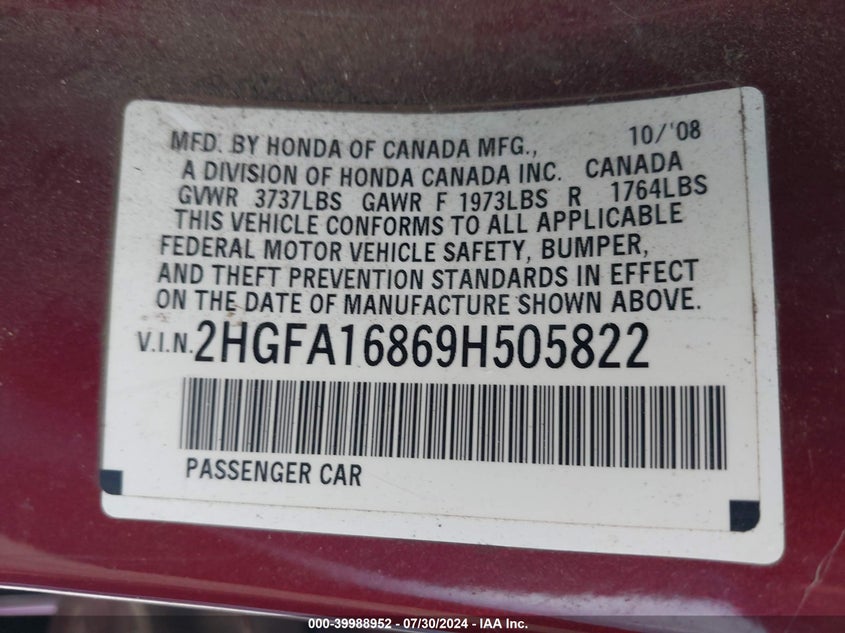 MFD. BY HONDA OF CANADA MFG., 10/'08
A DIVISION OF HONDA CANADA INC. CANADA
GVWR 3737LBS GAWR F 1973LBS R 1764LBS
THIS VEHICLE CONFORMS TO ALL APPLICABLE
FEDERAL MOTOR VEHICLE SAFETY, BUMPER,
AND THEFT PREVENTION STANDARDS IN EFFECT
ON THE DATE OF MANUFACTURE SHOWN ABOVE.
V.I.N. 2HGFA16869H505822
PASSENGER CAR
000-39988952 - 07/30/2024 - IAA Inc.